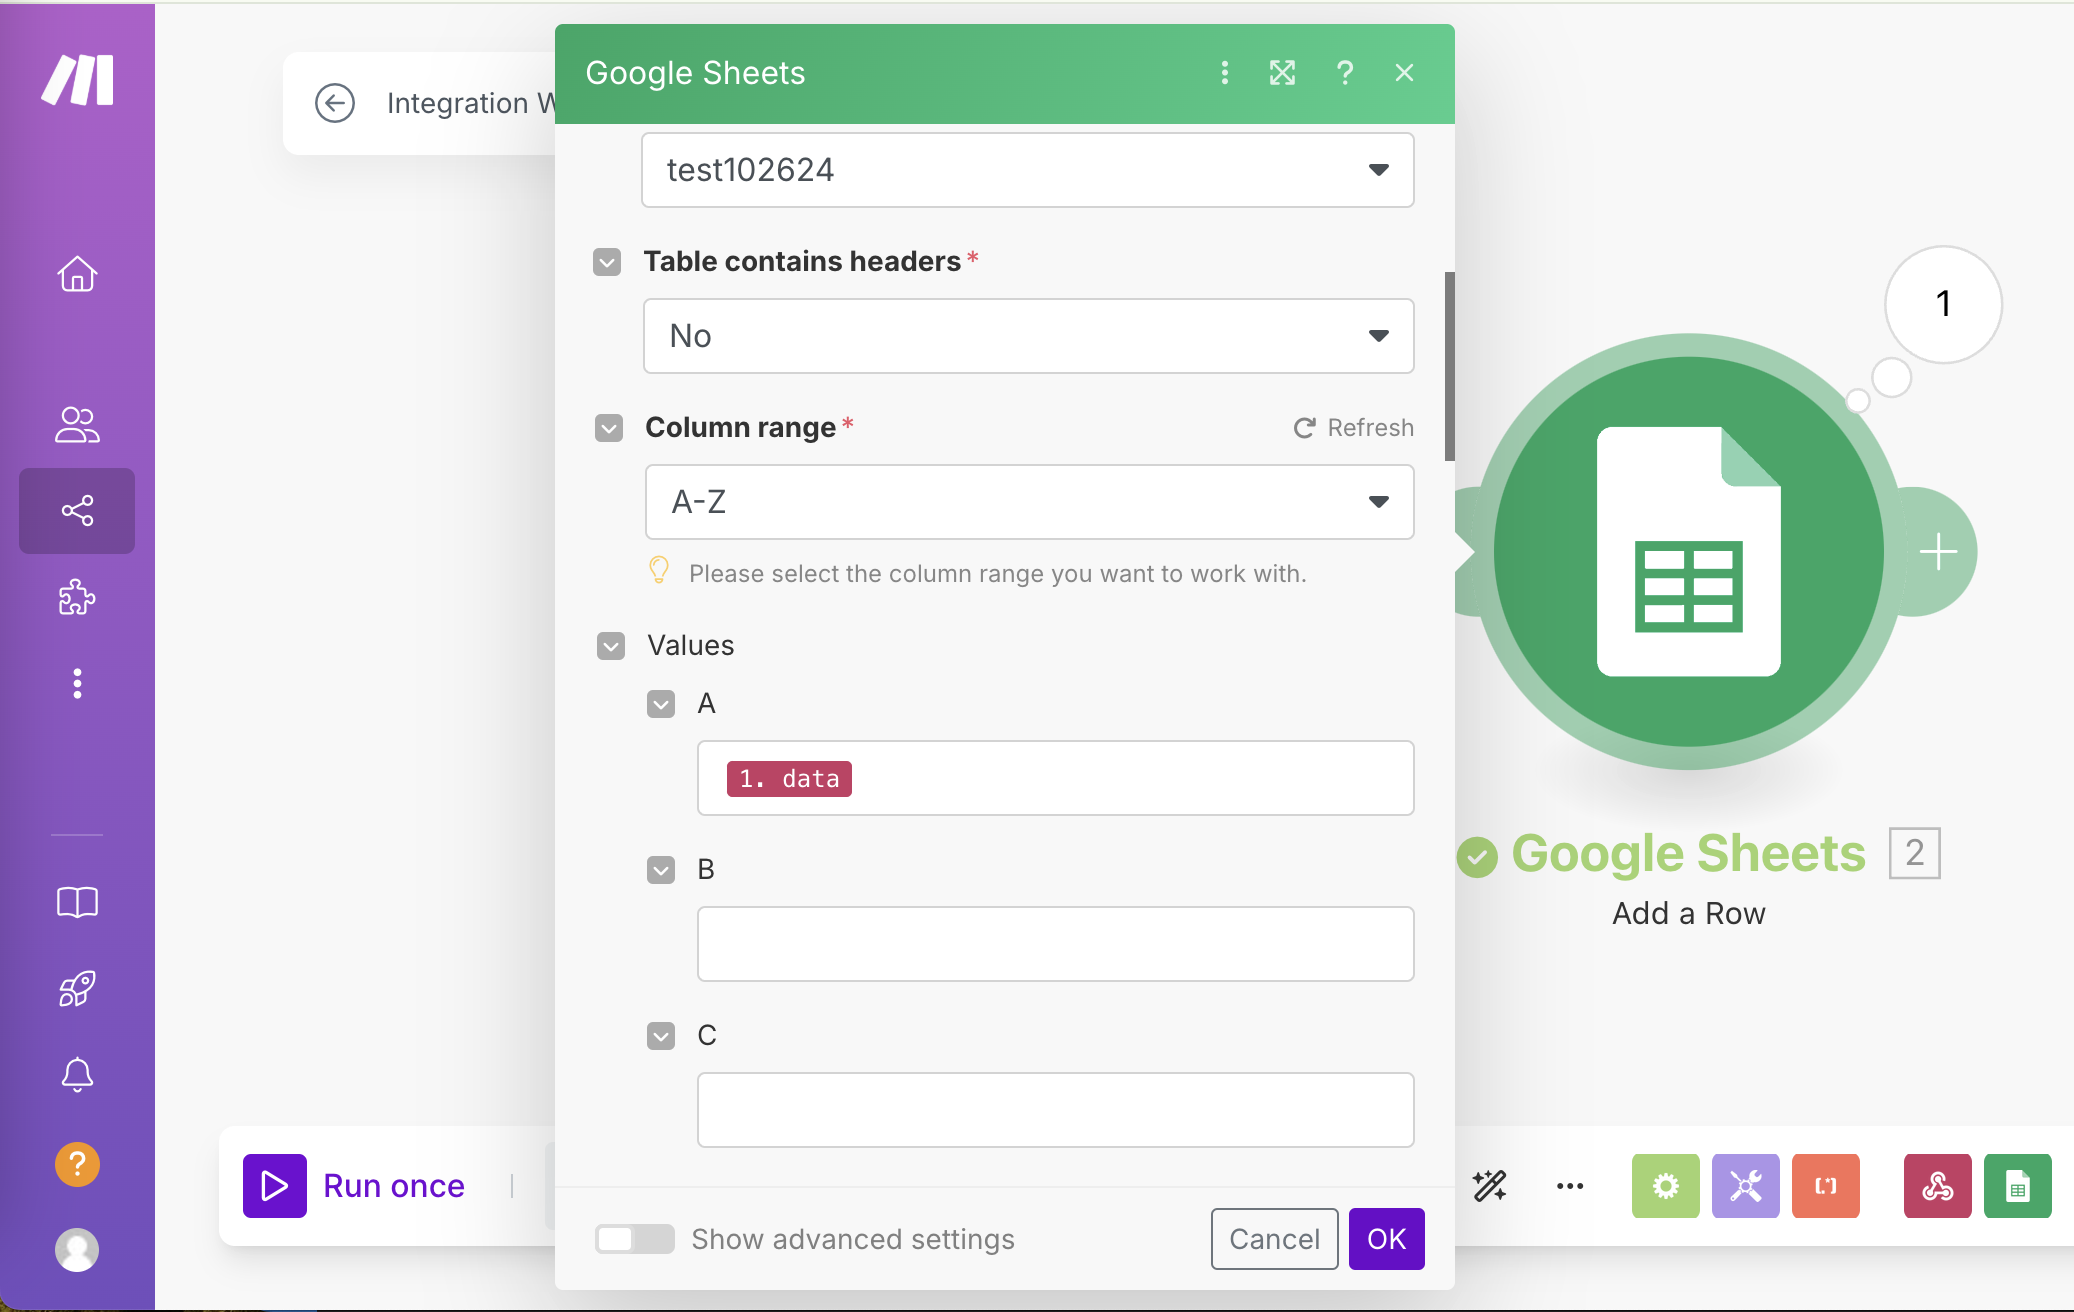 Integration W
Google Sheets
test102624
Table contains headers *
No
Column range *
Refresh
A-Z
Please select the column range you want to work with.
Values
A
1. data
B
C
Show advanced settings
Cancel
OK
Run once
1
Google Sheets
2
Add a Row